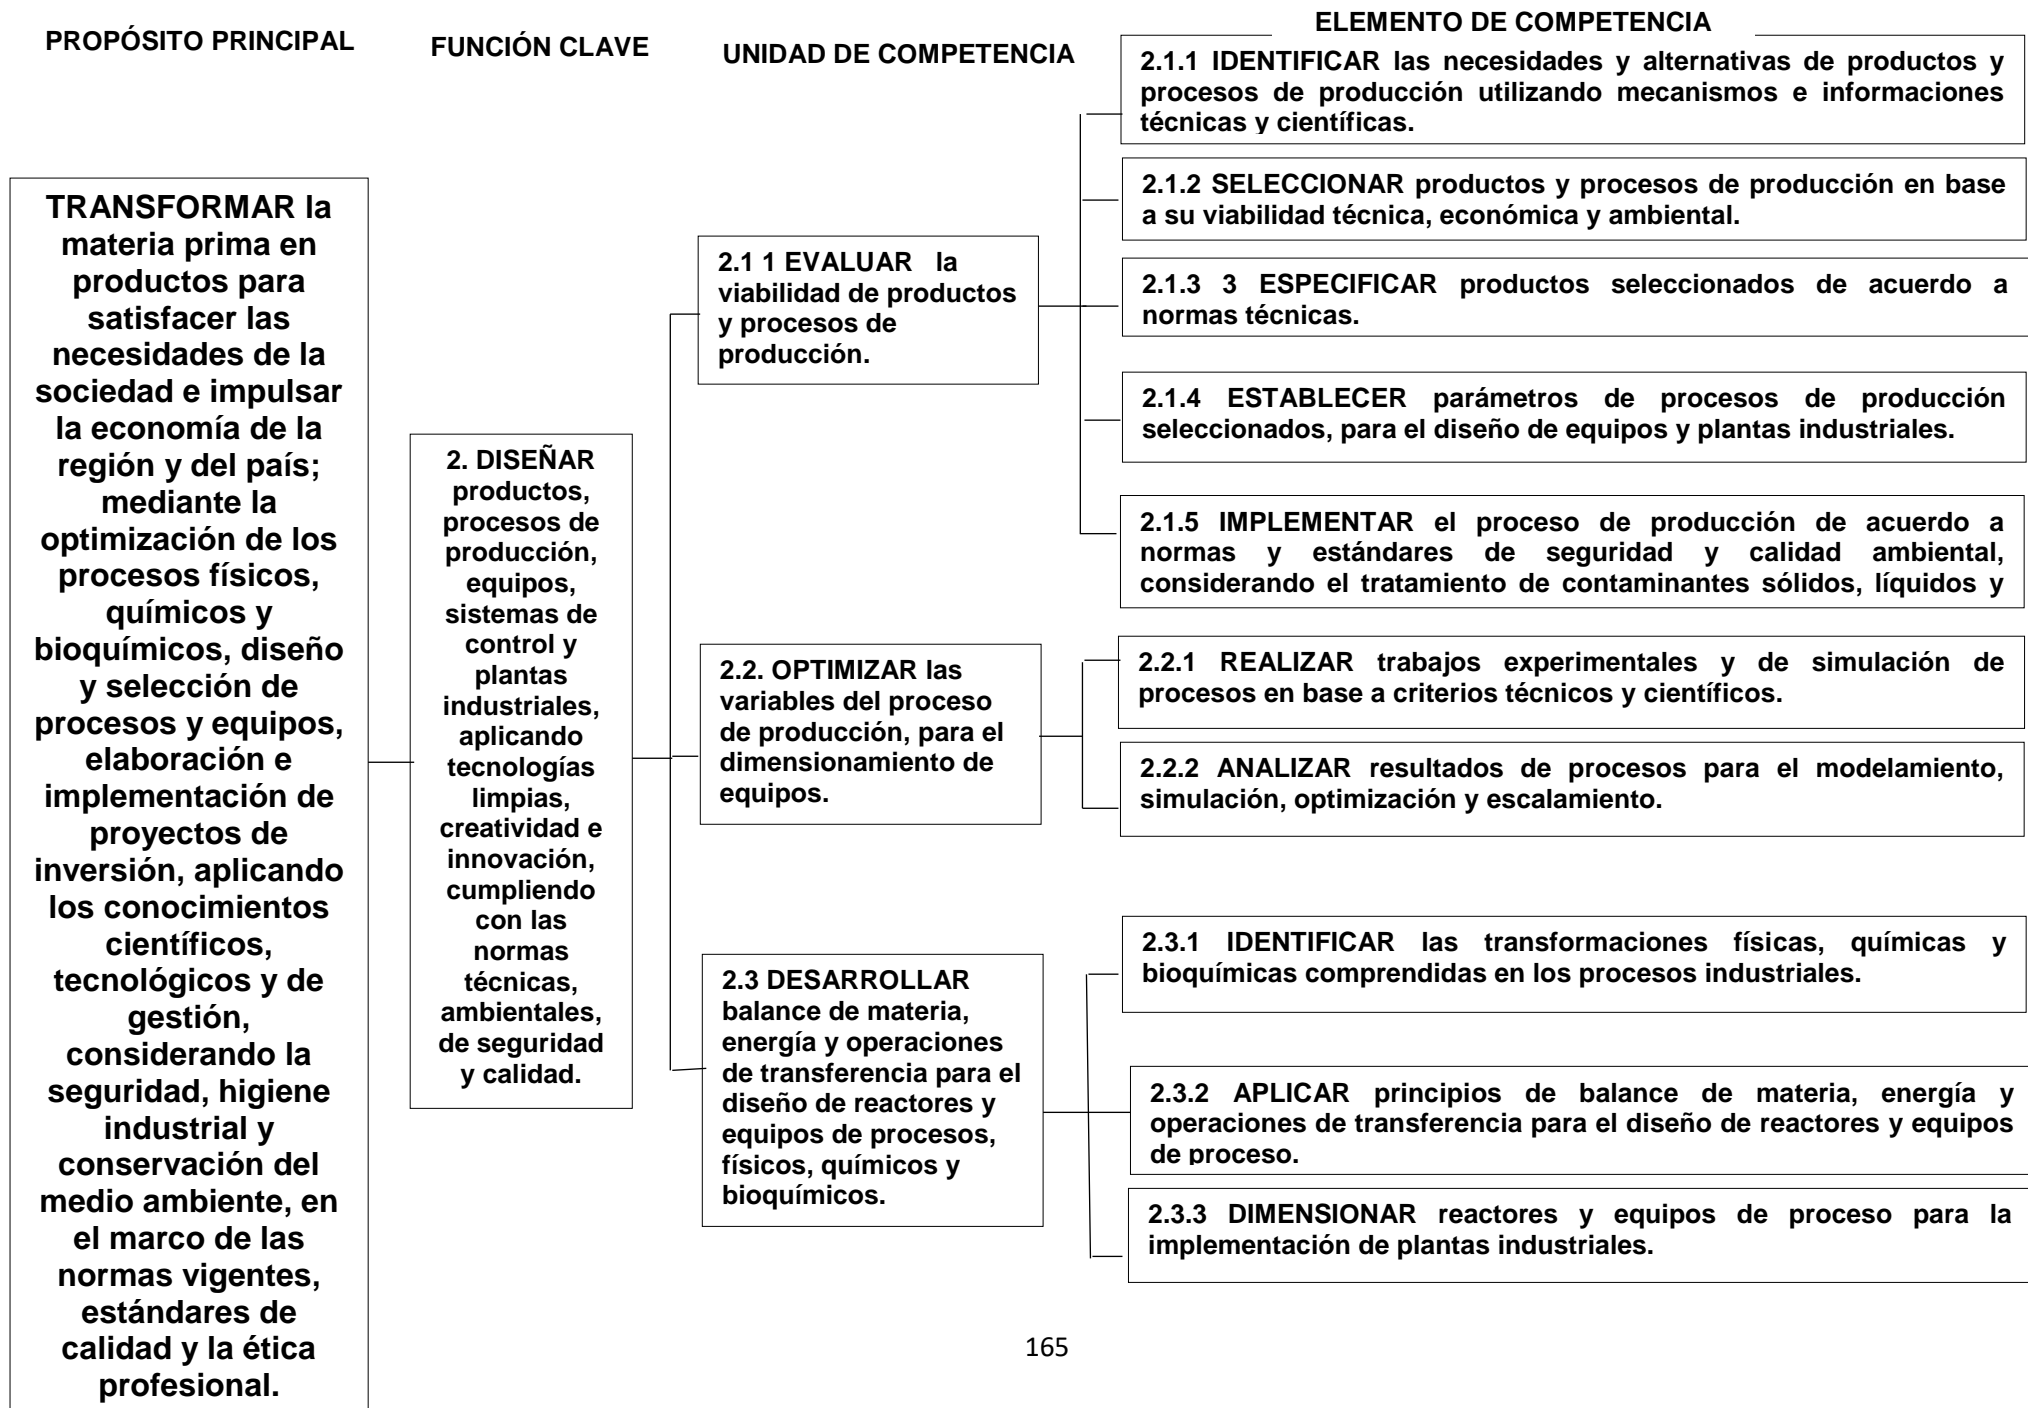 PROPÓSITO PRINCIPAL
FUNCIÓN CLAVE
UNIDAD DE COMPETENCIA
ELEMENTO DE COMPETENCIA
TRANSFORMAR la
materia prima en
productos para
satisfacer las
necesidades de la
sociedad e impulsar
la economía de la
región y del país;
mediante la
optimización de los
procesos físicos,
químicos y
bioquímicos, diseño
y selección de
procesos y equipos,
elaboración e
implementación de
proyectos de
inversión, aplicando
los conocimientos
científicos,
tecnológicos y de
gestión,
considerando la
seguridad, higiene
industrial y
conservación del
medio ambiente, en
el marco de las
normas vigentes,
estándares de
calidad y la ética
profesional.
2. DISEÑAR
productos,
procesos de
producción,
equipos,
sistemas de
control y
plantas
industriales,
aplicando
tecnologías
limpias,
creatividad e
innovación,
cumpliendo
con las
normas
técnicas,
ambientales,
de seguridad
y calidad.
2.1 1 EVALUAR la
viabilidad de productos
y procesos de
producción.
2.1.1 IDENTIFICAR las necesidades y alternativas de productos y
procesos de producción utilizando mecanismos e informaciones
técnicas y científicas.
2.1.2 SELECCIONAR productos y procesos de producción en base
a su viabilidad técnica, económica y ambiental.
2.1.3 3 ESPECIFICAR productos seleccionados de acuerdo a
normas técnicas.
2.1.4 ESTABLECER parámetros de procesos de producción
seleccionados, para el diseño de equipos y plantas industriales.
2.1.5 IMPLEMENTAR el proceso de producción de acuerdo a
normas y estándares de seguridad y calidad ambiental,
considerando el tratamiento de contaminantes sólidos, líquidos y
2.2. OPTIMIZAR las
variables del proceso
de producción, para el
dimensionamiento de
equipos.
2.2.1 REALIZAR trabajos experimentales y de simulación de
procesos en base a criterios técnicos y científicos.
2.2.2 ANALIZAR resultados de procesos para el modelamiento,
simulación, optimización y escalamiento.
2.3 DESARROLLAR
balance de materia,
energía y operaciones
de transferencia para el
diseño de reactores y
equipos de procesos,
físicos, químicos y
bioquímicos.
2.3.1 IDENTIFICAR las transformaciones físicas, químicas y
bioquímicas comprendidas en los procesos industriales.
2.3.2 APLICAR principios de balance de materia, energía y
operaciones de transferencia para el diseño de reactores y equipos
de proceso.
2.3.3 DIMENSIONAR reactores y equipos de proceso para la
implementación de plantas industriales.
165